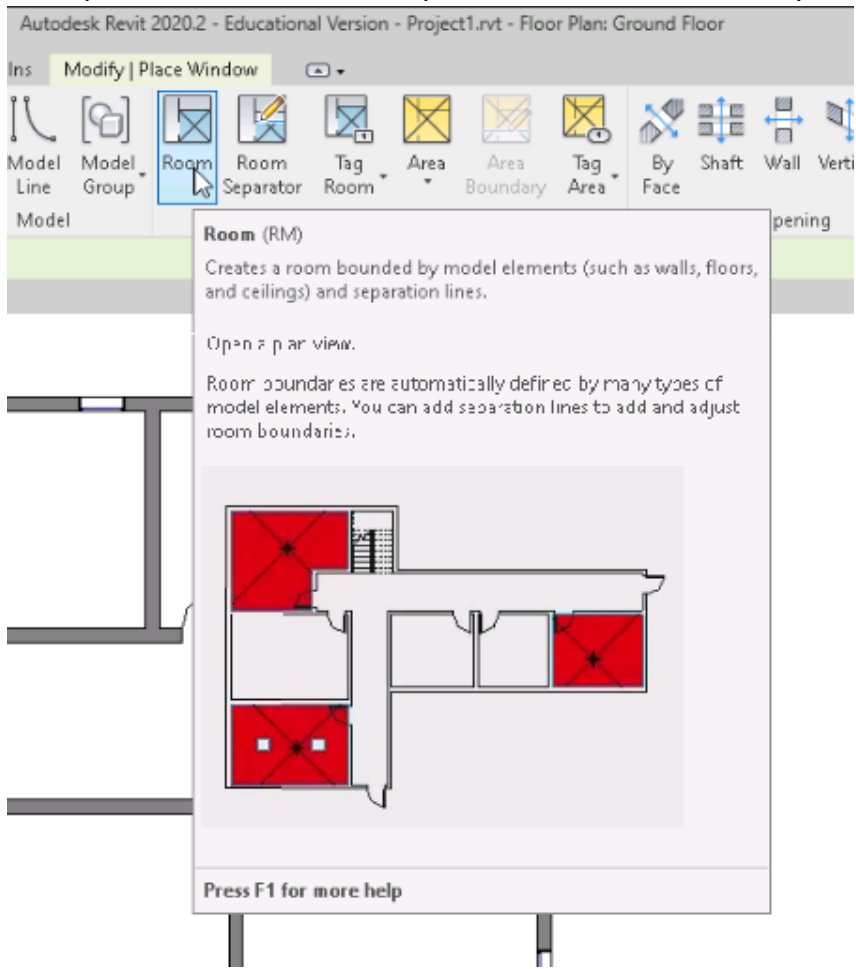 Autodesk Revit 2020.2 - Educational Version - Project1.rvt - Floor Plan: Ground Floor
Ins Modify | Place Window
Model Line
Model Group
Room
Room Separator
Tag Room
Area
Area Boundary
Tag Area
By Face
Shaft
Wall
Verti
Model
pening
Room (RM)
Creates a room bounded by model elements (such as walls, floors,
and ceilings) and separation lines.
Open a plan view.
Room boundaries are automatically defined by many types of
model elements. You can add separation lines to add and adjust
room boundaries.
Press F1 for more help